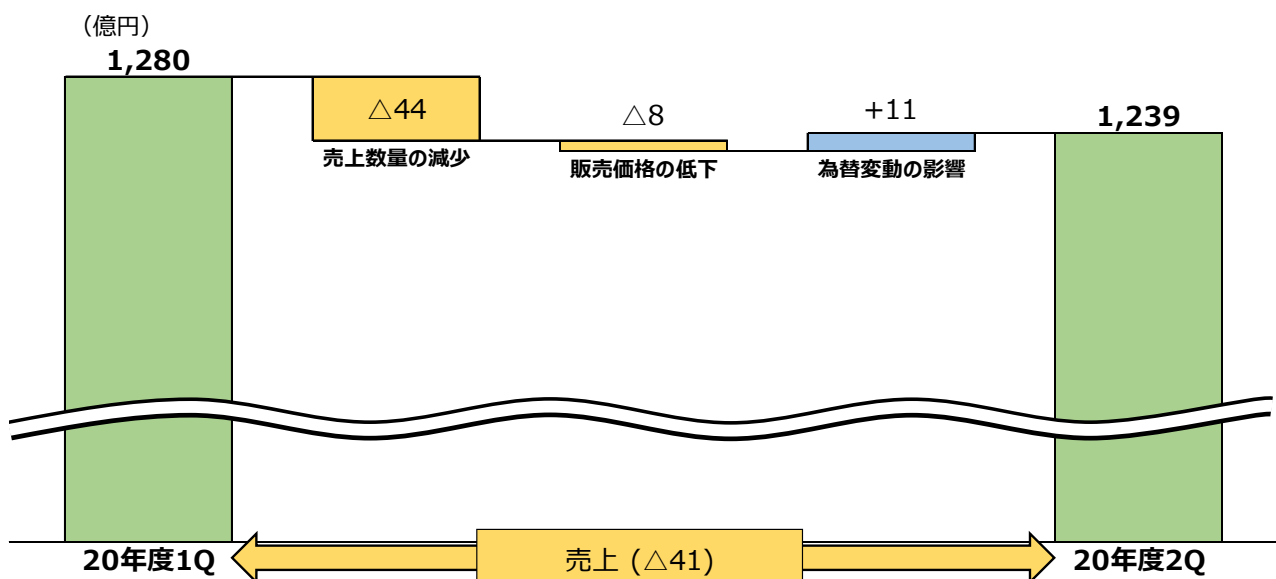 （億円）
1,280
△44
売上数量の減少
△8
販売価格の低下
+11
為替変動の影響
1,239
20年度1Q
売上 (△41)
20年度2Q